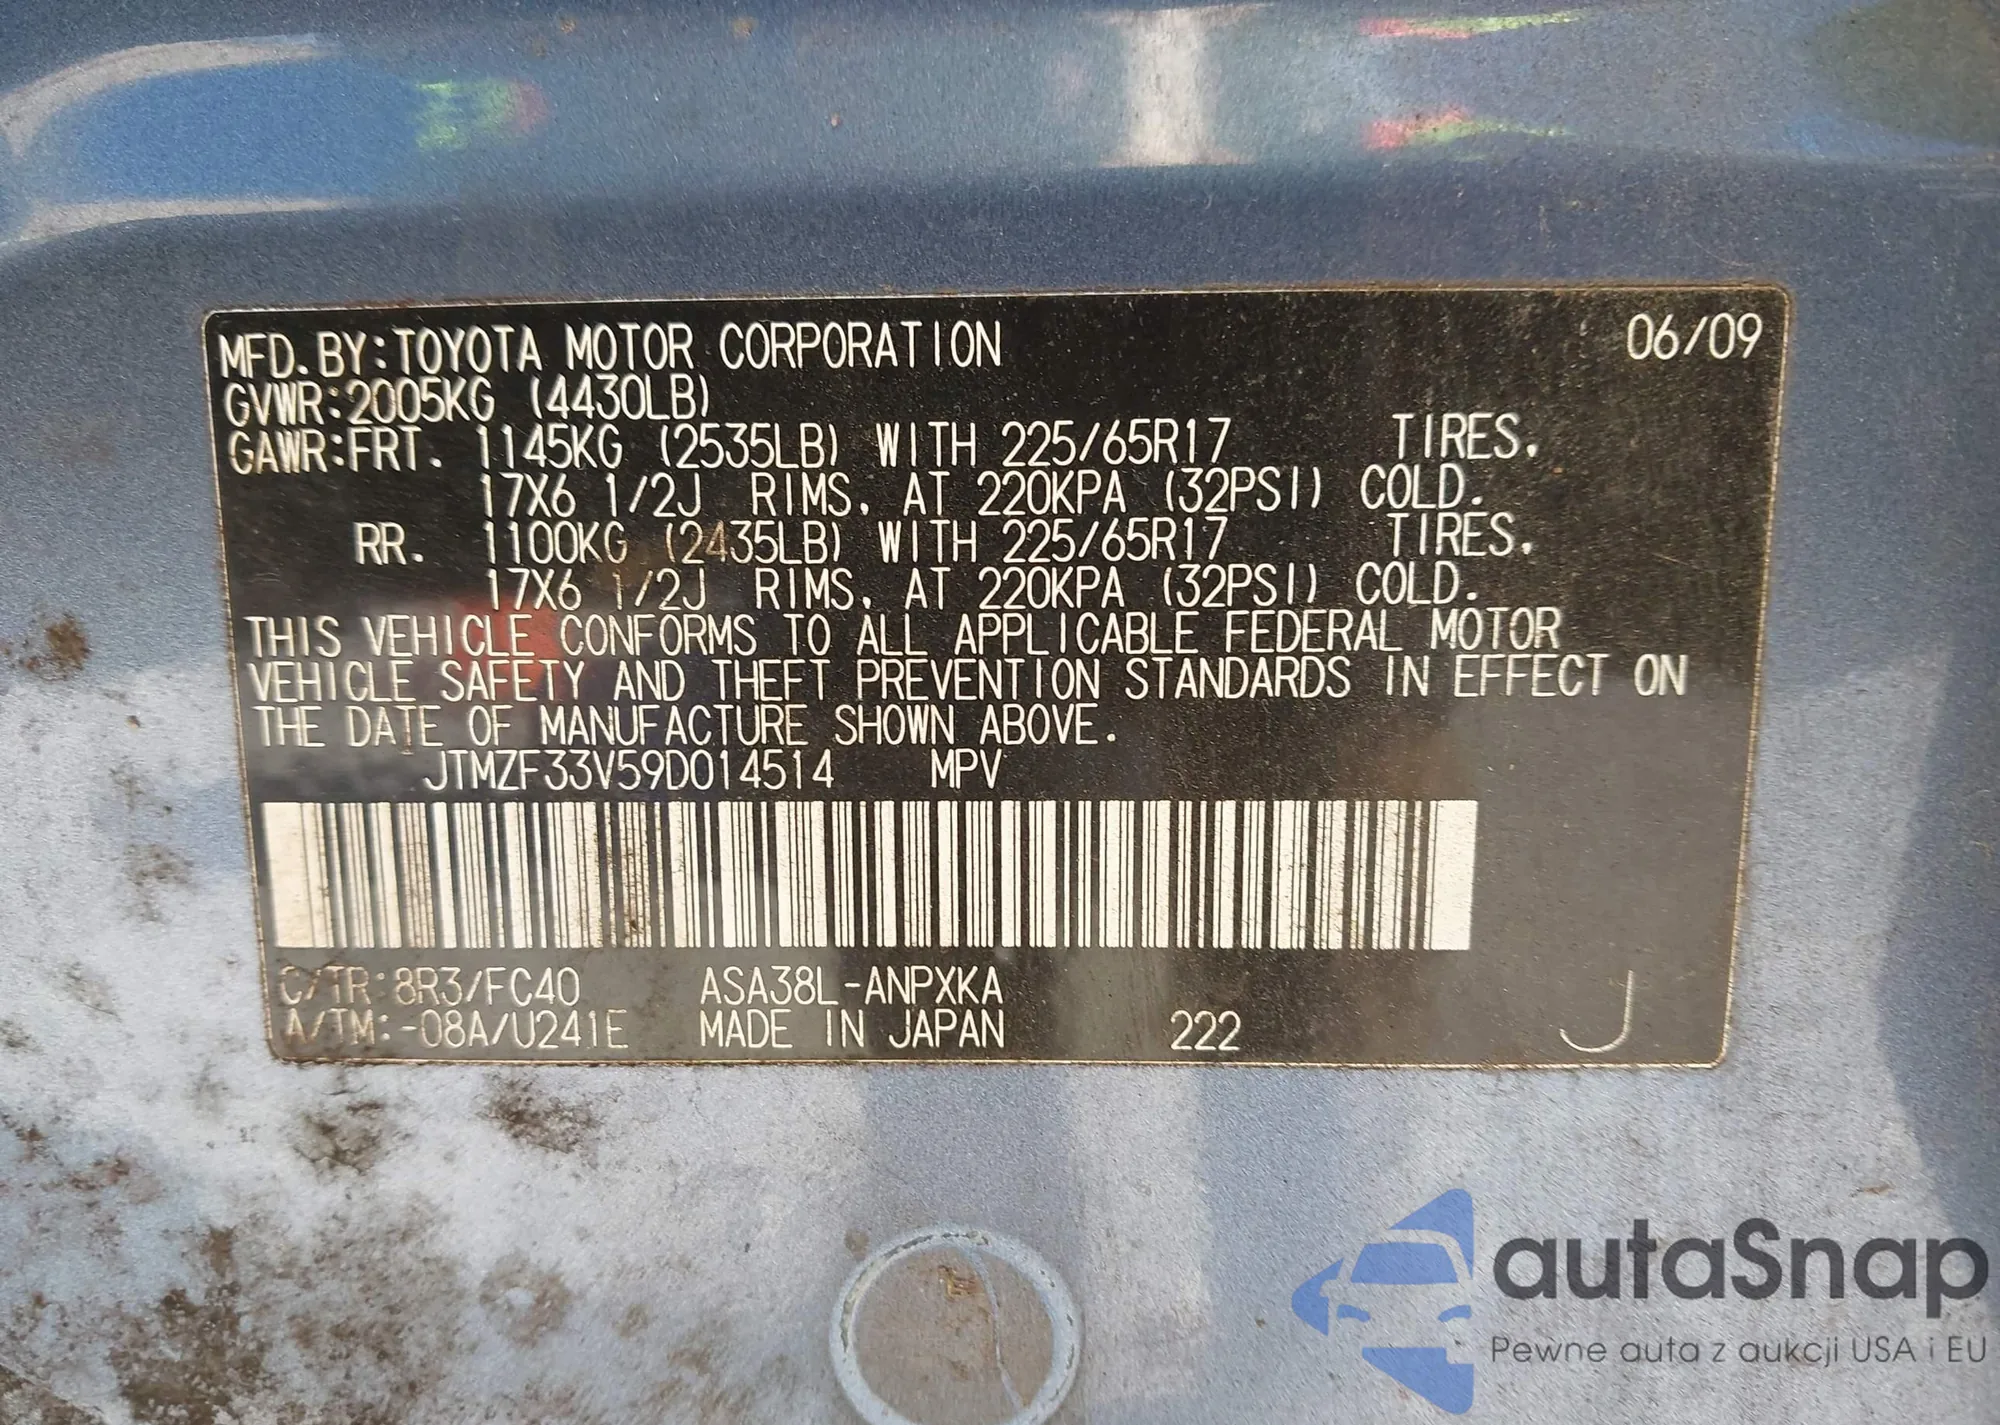 MFD. BY: TOYOTA MOTOR CORPORATION 06/09
GVWR: 2005KG (4430LB)
GAWR: FRT. 1145KG (2535LB) WITH 225/65R17 TIRES.
17X6 1/2J RIMS. AT 220KPA (32PSI) COLD.
RR. 1100KG (2435LB) WITH 225/65R17 TIRES.
17X6 1/2J RIMS. AT 220KPA (32PSI) COLD.
THIS VEHICLE CONFORMS TO ALL APPLICABLE FEDERAL MOTOR
VEHICLE SAFETY AND THEFT PREVENTION STANDARDS IN EFFECT ON
THE DATE OF MANUFACTURE SHOWN ABOVE.
JTMZF33V59D014514 MPV
C/TR: 8R3/FC40 ASA38L-ANPXKA
A/TM: -08A/U241E MADE IN JAPAN 222 J
autaSnap
Pewne auta z aukcji USA i EU